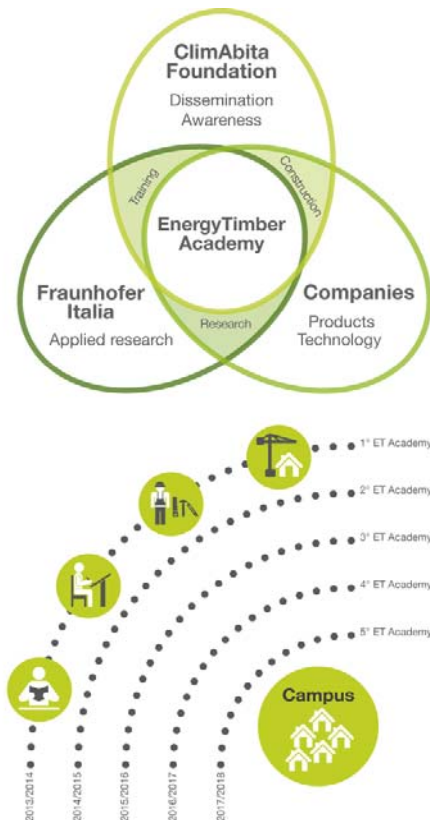 ClimAbita
Foundation
Dissemination
Awareness
Training
Construction
EnergyTimber
Academy
Fraunhofer
Italia
Applied research
Research
Companies
Products
Technology
1° ET Academy
2° ET Academy
3° ET Academy
4° ET Academy
5° ET Academy
Campus
2013/2014
2014/2015
2015/2016
2016/2017
2017/2018